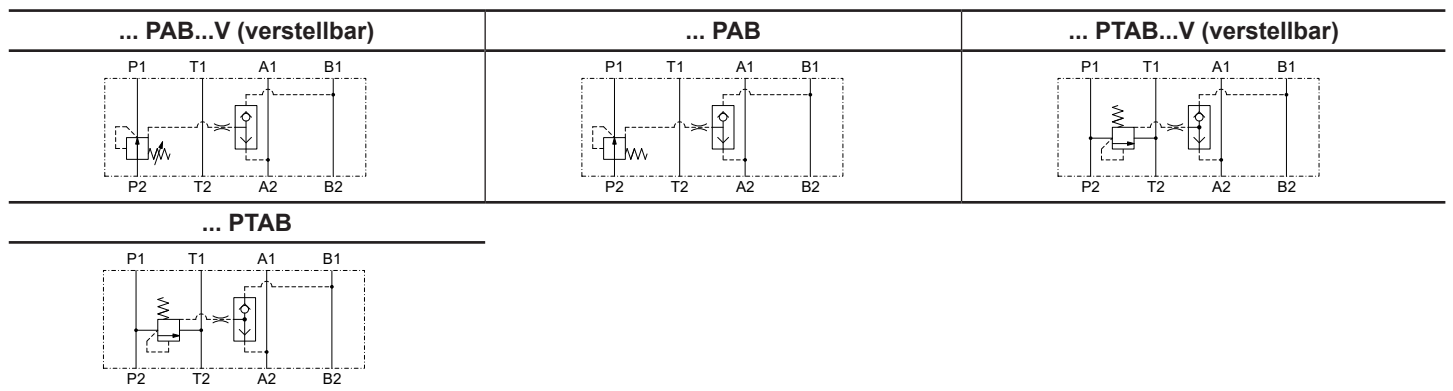 ... PAB...V (verstellbar) ... PAB ... PTAB...V (verstellbar)
P1 T1 A1 B1 P1 T1 A1 B1 P1 T1 A1 B1
P2 T2 A2 B2 P2 T2 A2 B2 P2 T2 A2 B2
... PTAB
P1 T1 A1 B1
P2 T2 A2 B2